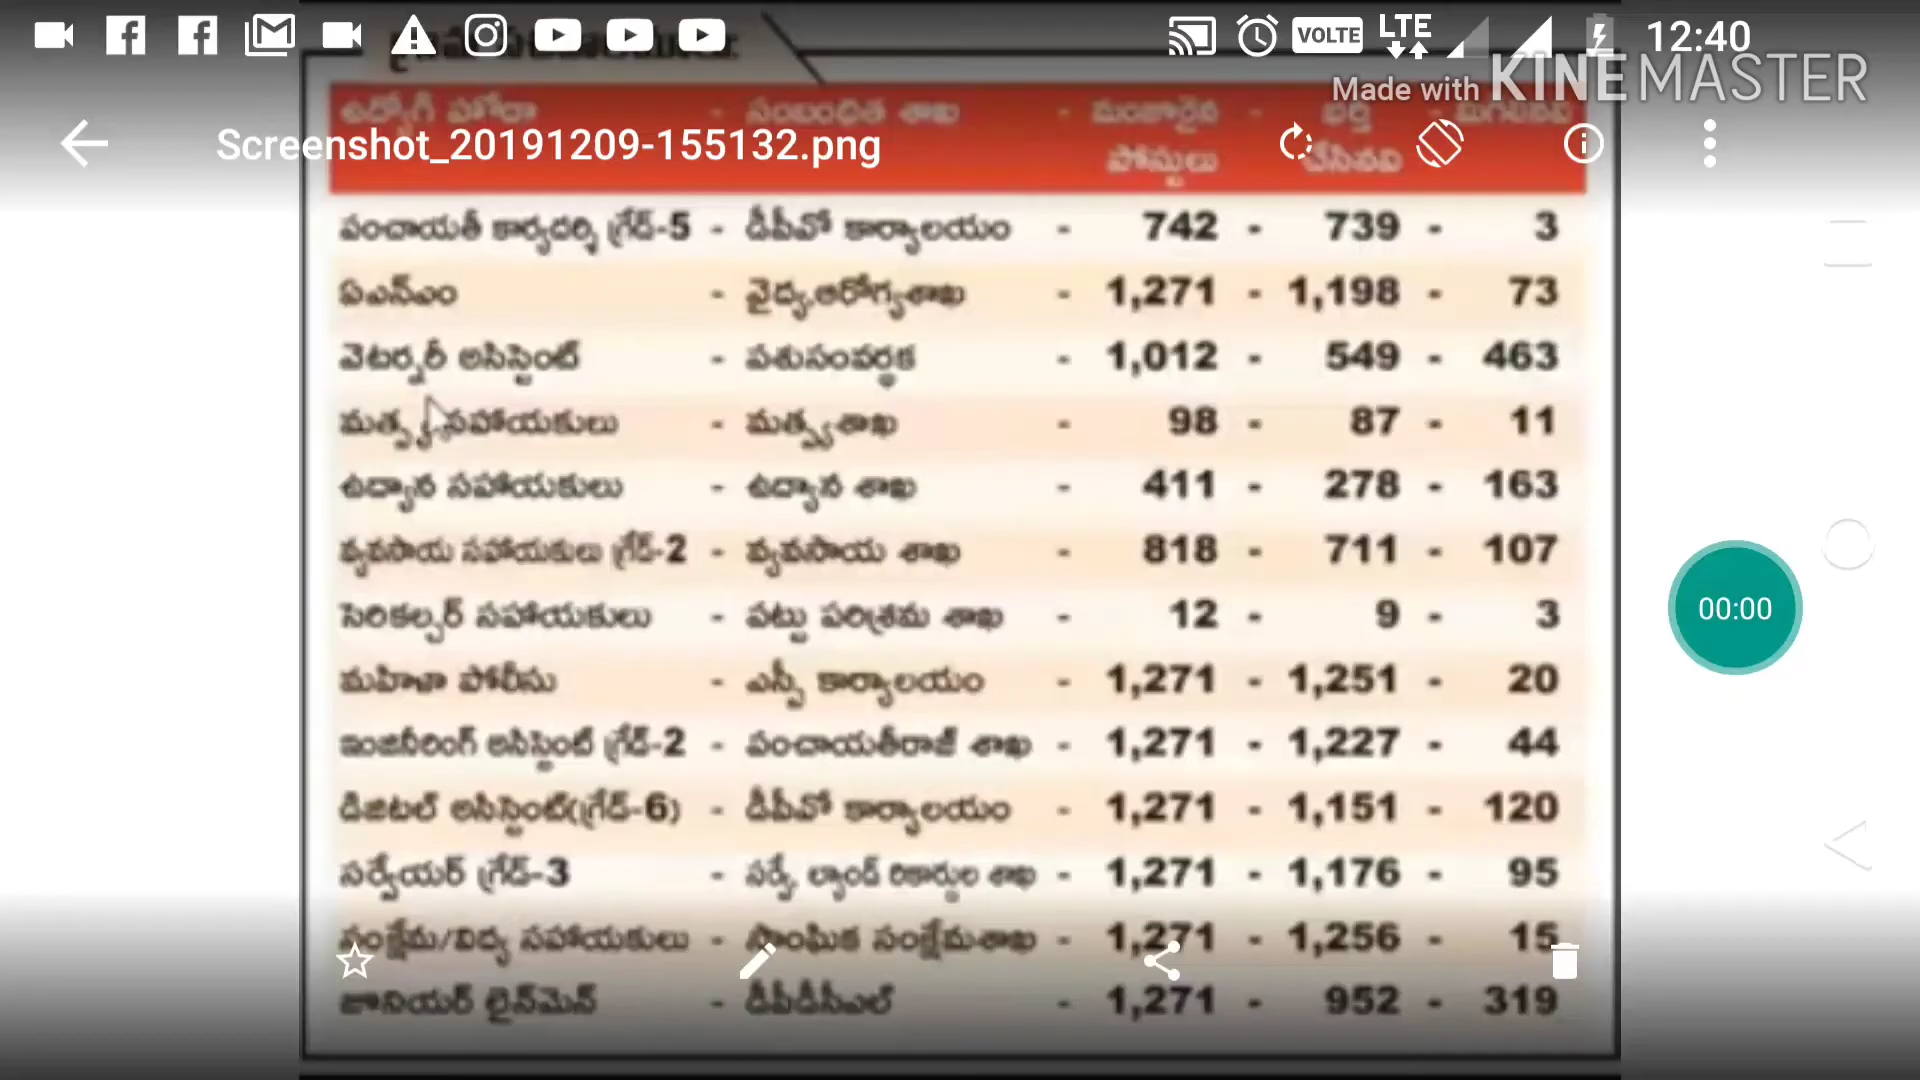 VOLTE LTE 12:40
Made with KINEMASTER
ఉద్యోగి హోదా - సంబంధిత శాఖ - మంజూరైన - భర్తీ - మిగిలినవి
Screenshot_20191209-155132.png
పోస్టులు చేసినవి
పంచాయతీ కార్యదర్శి గ్రేడ్-5 - డీపీవో కార్యాలయం - 742 - 739 - 3
ఏఎన్ఎం - వైద్య,ఆరోగ్యశాఖ - 1,271 - 1,198 - 73
వెటర్నరీ అసిస్టెంట్ - పశుసంవర్ధక - 1,012 - 549 - 463
మత్స్య సహాయకులు - మత్స్యశాఖ - 98 - 87 - 11
ఉద్యాన సహాయకులు - ఉద్యాన శాఖ - 411 - 278 - 163
వ్యవసాయ సహాయకులు గ్రేడ్-2 - వ్యవసాయ శాఖ - 818 - 711 - 107
00:00
సెరికల్చర్ సహాయకులు - పట్టు పరిశ్రమ శాఖ - 12 - 9 - 3
మహిళా పోలీసు - ఎస్పీ కార్యాలయం - 1,271 - 1,251 - 20
ఇంజినీరింగ్ అసిస్టెంట్ గ్రేడ్-2 - పంచాయతీరాజ్ శాఖ - 1,271 - 1,227 - 44
డిజిటల్ అసిస్టెంట్(గ్రేడ్-6) - డీపీవో కార్యాలయం - 1,271 - 1,151 - 120
సర్వేయర్ గ్రేడ్-3 - సర్వే, ల్యాండ్ రికార్డుల శాఖ - 1,271 - 1,176 - 95
సంక్షేమ/విద్య సహాయకులు - సాంఘిక సంక్షేమశాఖ - 1,271 - 1,256 - 15
జూనియర్ లైన్‌మెన్ - డీపీడీసీఎల్ - 1,271 - 952 - 319